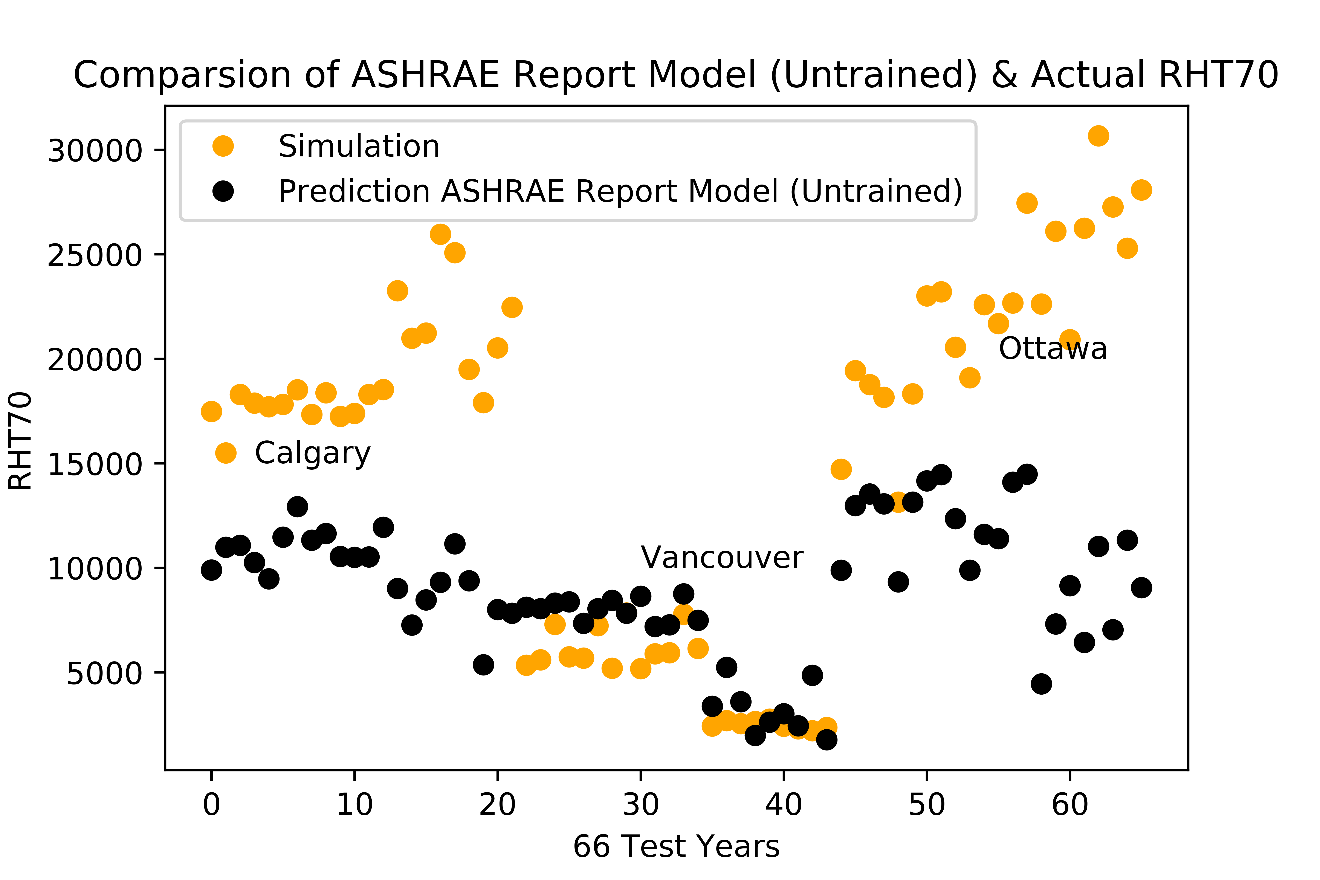 Comparsion of ASHRAE Report Model (Untrained) & Actual RHT70
Simulation
Prediction ASHRAE Report Model (Untrained)
30000
25000
20000
15000
10000
5000
RHT70
Calgary
Vancouver
Ottawa
0 10 20 30 40 50 60
66 Test Years